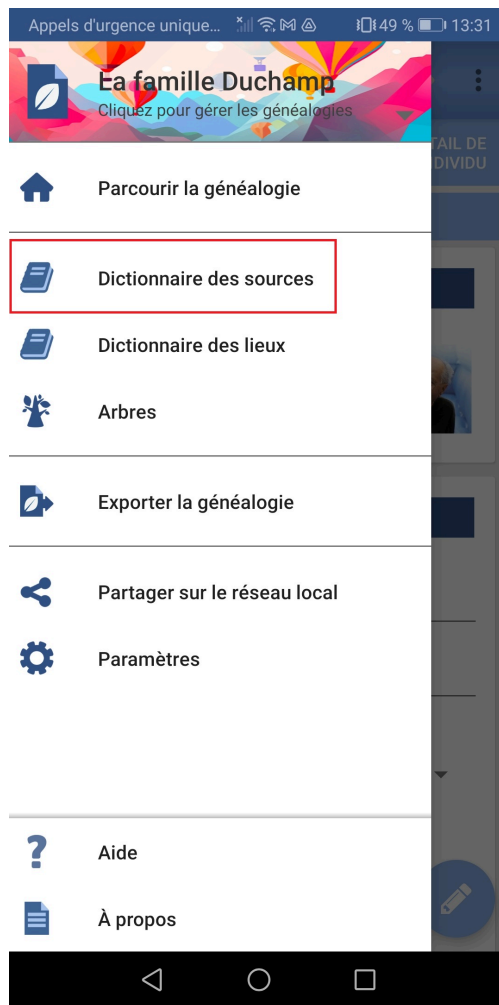 Appels d'urgence unique... 49 % 13:31
Ea famille Duchamp
Cliquez pour gérer les généalogies
TAIL DE
DIVIDU
Parcourir la généalogie
Dictionnaire des sources
Dictionnaire des lieux
Arbres
Exporter la généalogie
Partager sur le réseau local
Paramètres
Aide
À propos